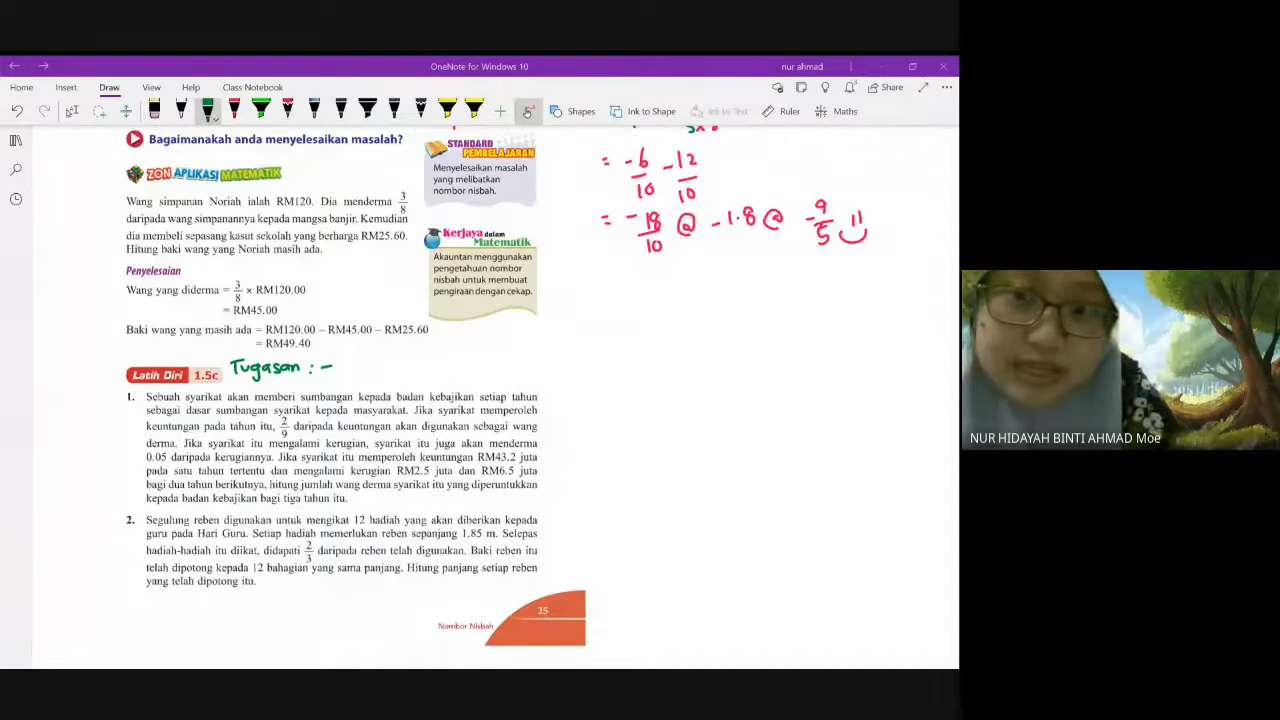 OneNote for Windows 10
nur ahmad
Home Insert Draw View Help Class Notebook Share
Shapes Ink to Shape Ink to Text Ruler Maths
Bagaimanakah anda menyelesaikan masalah?
ZON APLIKASI MATEMATIK
Wang simpanan Noriah ialah RM120. Dia menderma 3/8
daripada wang simpanannya kepada mangsa banjir. Kemudian
dia membeli sepasang kasut sekolah yang berharga RM25.60.
Hitung baki wang yang Noriah masih ada.
Penyelesaian
Wang yang diderma = 3/8 × RM120.00
= RM45.00
Baki wang yang masih ada = RM120.00 – RM45.00 – RM25.60
= RM49.40
STANDARD
PEMBELAJARAN
Menyelesaikan masalah
yang melibatkan
nombor nisbah.
Kerjaya dalam
Matematik
Akauntan menggunakan
pengetahuan nombor
nisbah untuk membuat
pengiraan dengan cekap.
= -6/10 - 12/10
= -18/10 @ -1.8 @ -9/5
Latih Diri 1.5c Tugasan : -
1. Sebuah syarikat akan memberi sumbangan kepada badan kebajikan setiap tahun
sebagai dasar sumbangan syarikat kepada masyarakat. Jika syarikat memperoleh
keuntungan pada tahun itu, 2/9 daripada keuntungan akan digunakan sebagai wang
derma. Jika syarikat itu mengalami kerugian, syarikat itu juga akan menderma
0.05 daripada kerugiannya. Jika syarikat itu memperoleh keuntungan RM43.2 juta
pada satu tahun tertentu dan mengalami kerugian RM2.5 juta dan RM6.5 juta
bagi dua tahun berikutnya, hitung jumlah wang derma syarikat itu yang diperuntukkan
kepada badan kebajikan bagi tiga tahun itu.
2. Segulung reben digunakan untuk mengikat 12 hadiah yang akan diberikan kepada
guru pada Hari Guru. Setiap hadiah memerlukan reben sepanjang 1.85 m. Selepas
hadiah-hadiah itu diikat, didapati 2/3 daripada reben telah digunakan. Baki reben itu
telah dipotong kepada 12 bahagian yang sama panjang. Hitung panjang setiap reben
yang telah dipotong itu.
25
Nombor Nisbah
NUR HIDAYAH BINTI AHMAD Moe